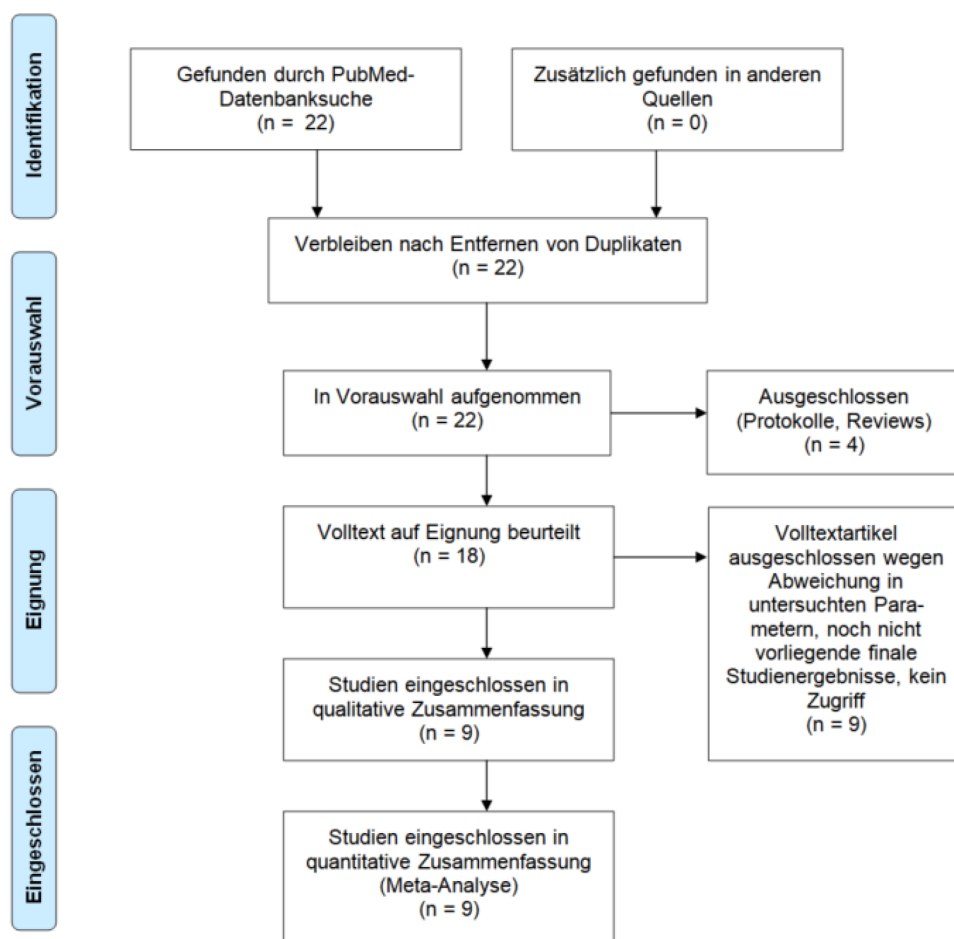 Identifikation
Gefunden durch PubMed-
Datenbanksuche
(n =  22)
Zusätzlich gefunden in anderen
Quellen
(n = 0)
Verbleiben nach Entfernen von Duplikaten
(n = 22)
Vorauswahl
In Vorauswahl aufgenommen
(n = 22)
Ausgeschlossen
(Protokolle, Reviews)
(n = 4)
Eignung
Volltext auf Eignung beurteilt
(n = 18)
Volltextartikel
ausgeschlossen wegen
Abweichung in
untersuchten Para-
metern, noch nicht
vorliegende finale
Studienergebnisse, kein
Zugriff
(n = 9)
Studien eingeschlossen in
qualitative Zusammenfassung
(n = 9)
Eingeschlossen
Studien eingeschlossen in
quantitative Zusammenfassung
(Meta-Analyse)
(n = 9)